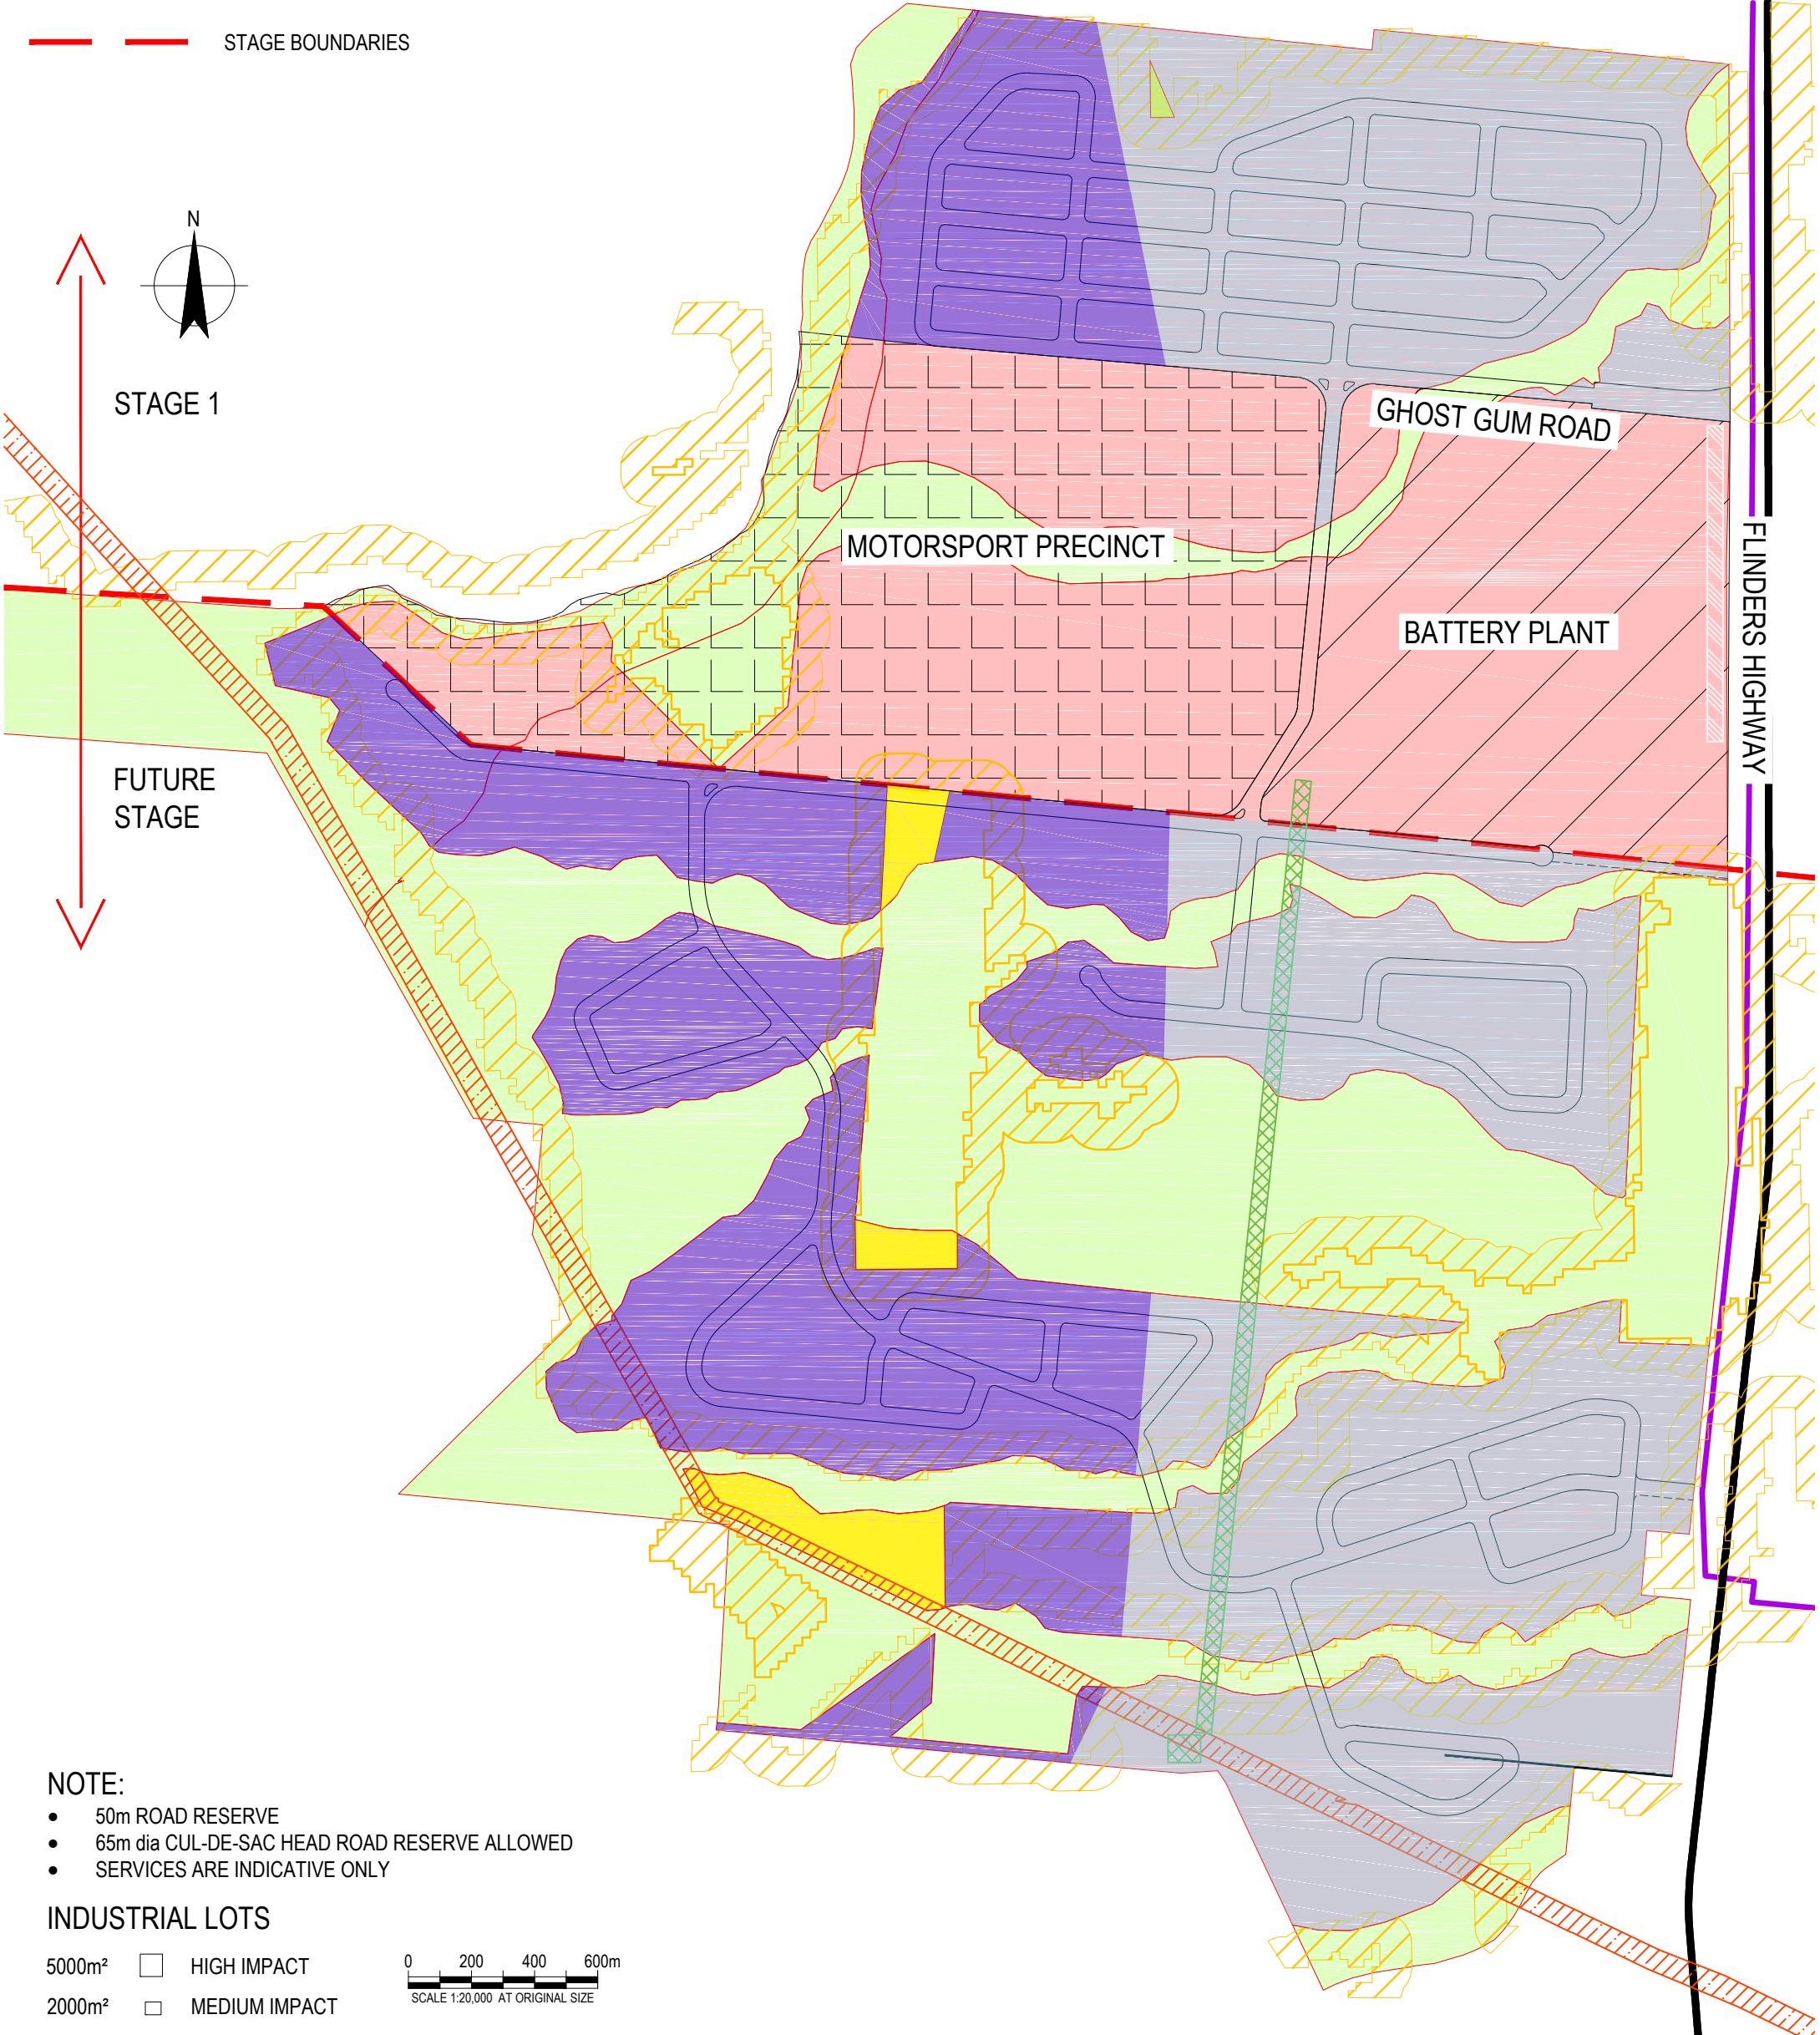 STAGE BOUNDARIES
N
STAGE 1
GHOST GUM ROAD
MOTORSPORT PRECINCT
BATTERY PLANT
FLINDERS HIGHWAY
FUTURE
STAGE
NOTE:
• 50m ROAD RESERVE
• 65m dia CUL-DE-SAC HEAD ROAD RESERVE ALLOWED
• SERVICES ARE INDICATIVE ONLY
INDUSTRIAL LOTS
5000m² HIGH IMPACT
2000m² MEDIUM IMPACT
0 200 400 600m
SCALE 1:20,000 AT ORIGINAL SIZE